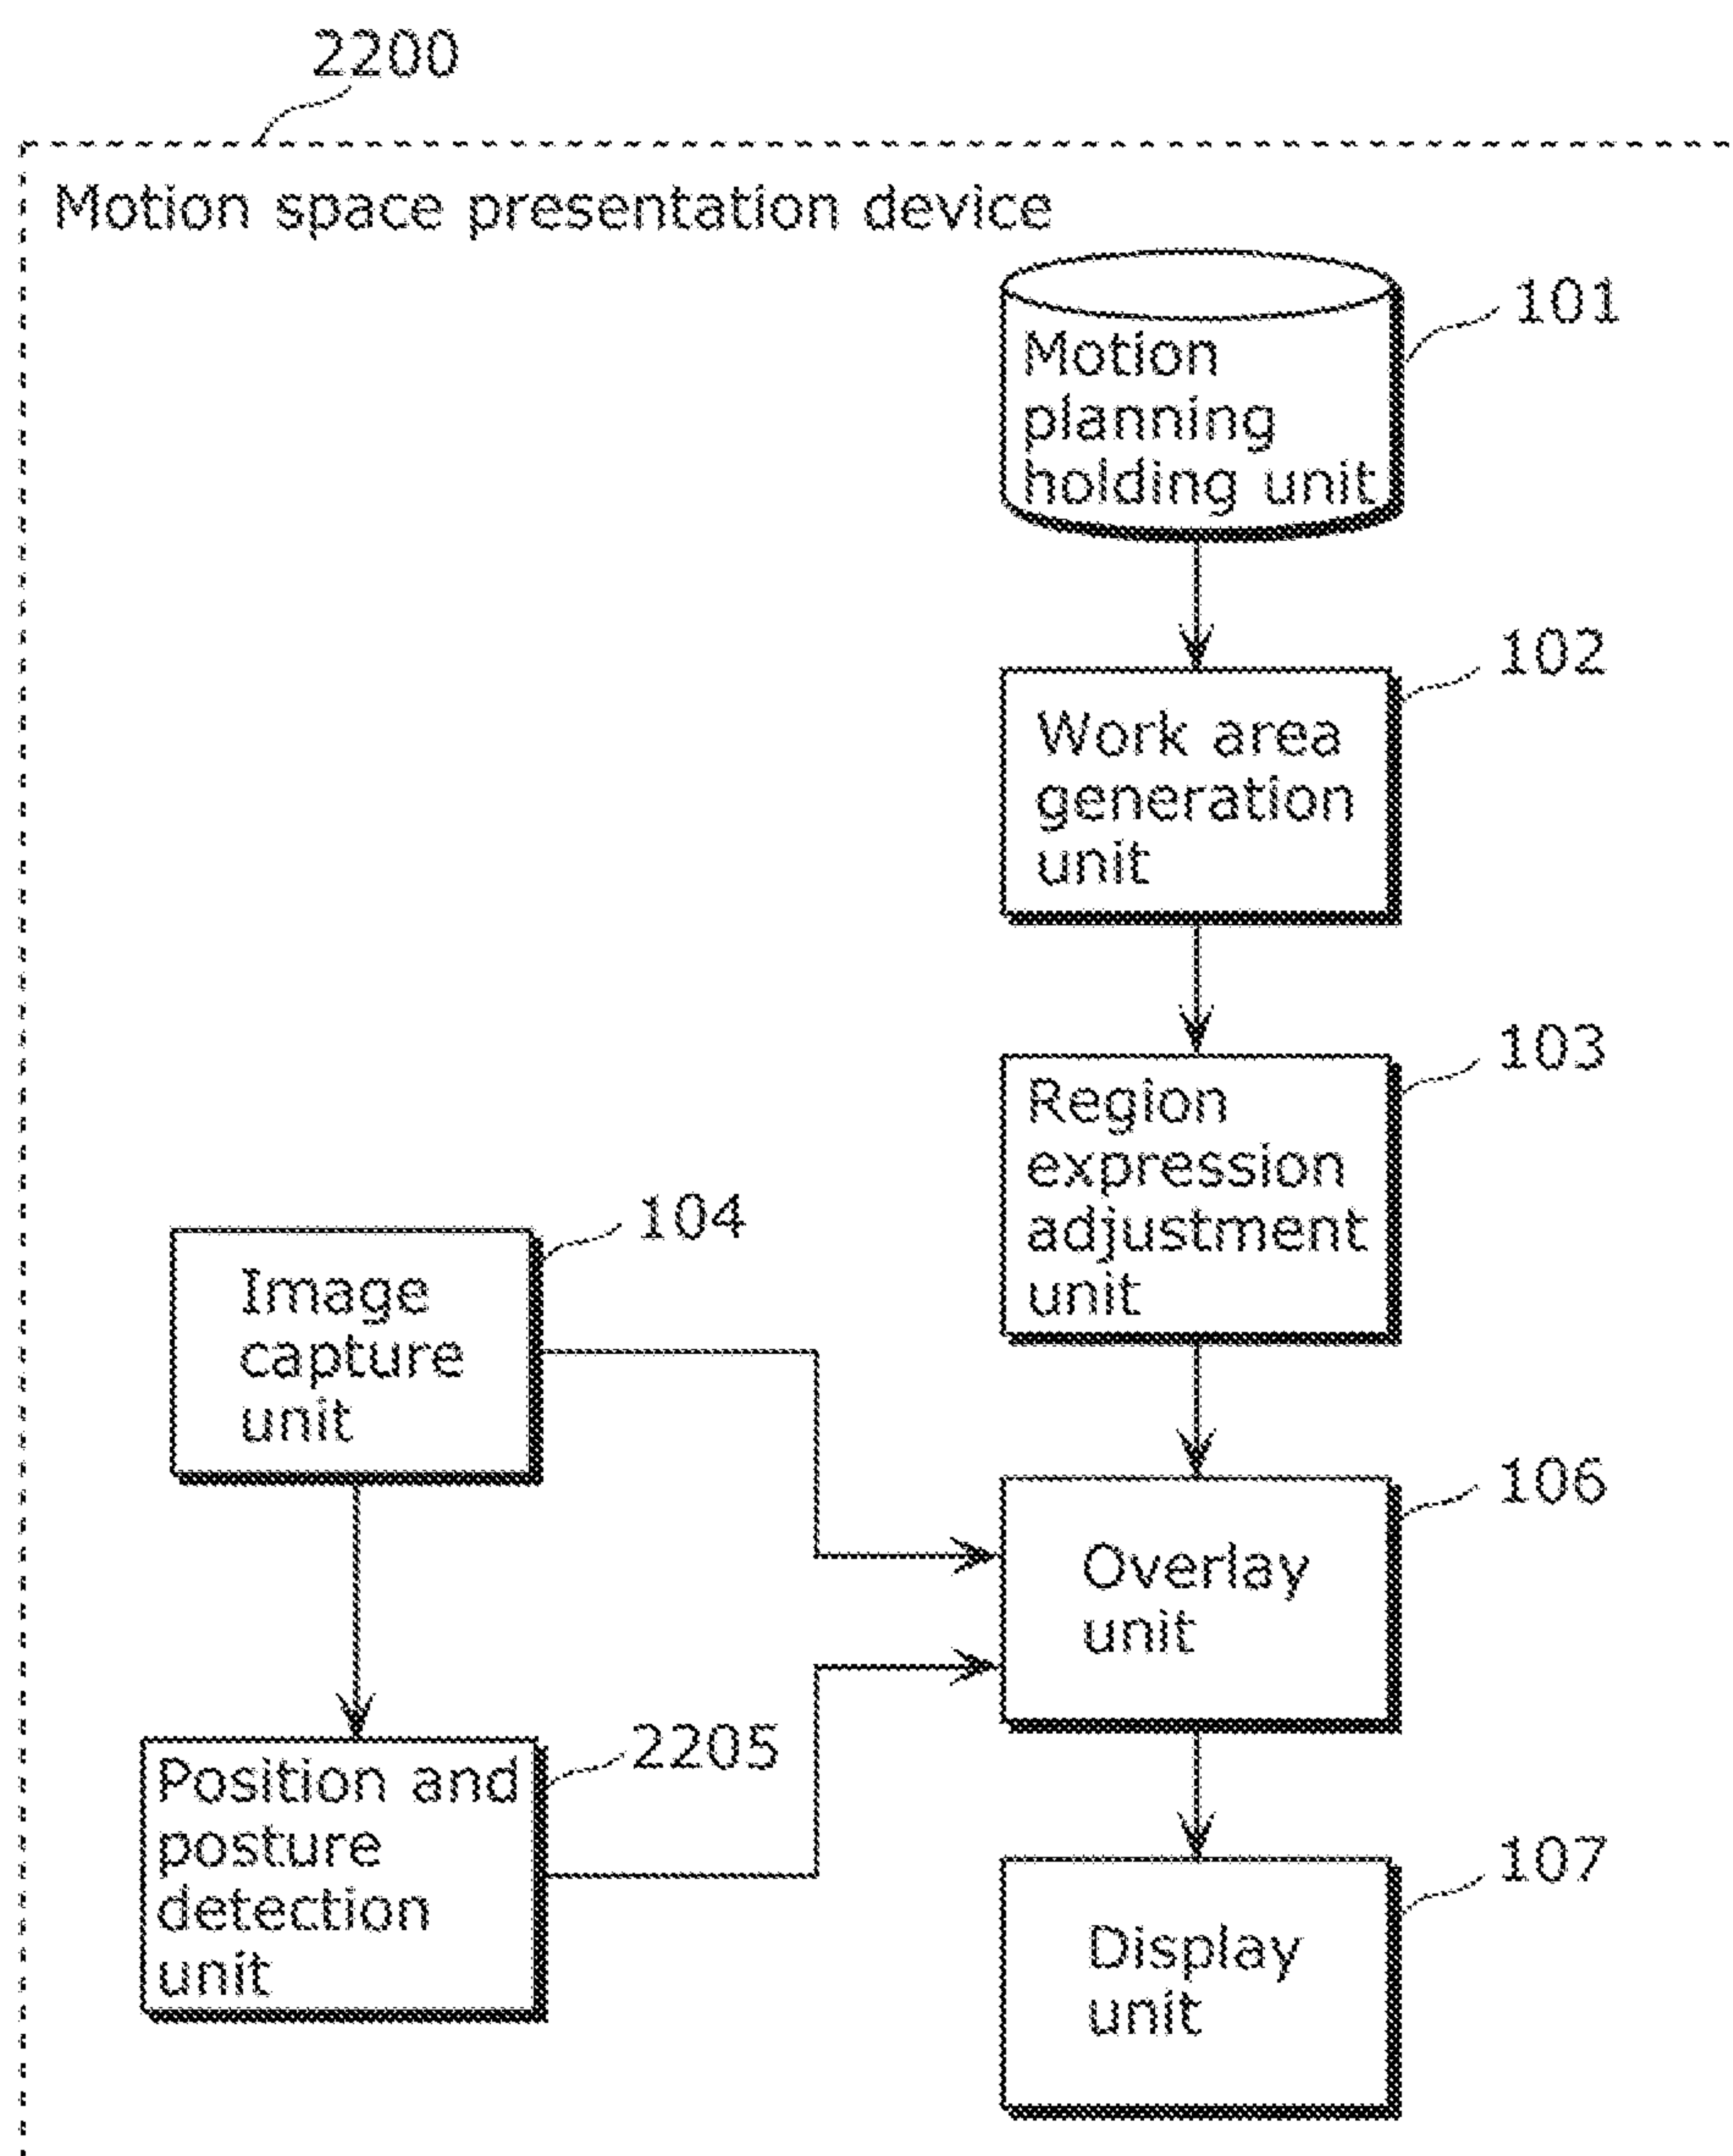 2200
Motion space presentation device
101
Motion
planning
holding unit
102
Work area
generation
unit
103
Region
expression
adjustment
unit
104
Image
capture
unit
106
Overlay
unit
2205
Position and
posture
detection
unit
107
Display
unit